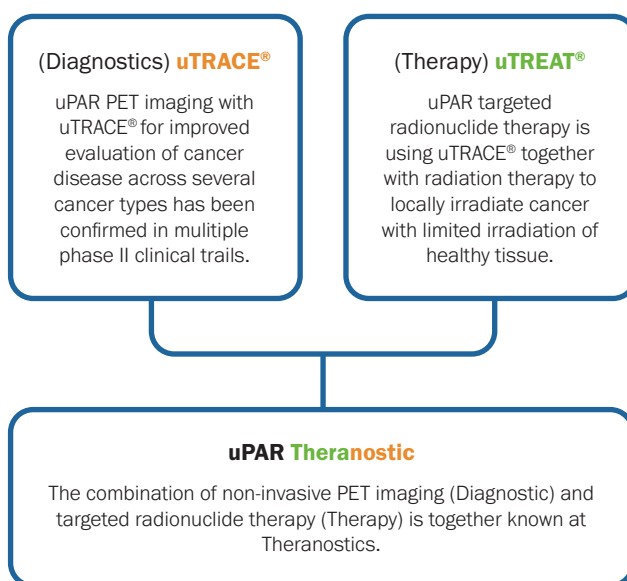 (Diagnostics) uTRACE®
uPAR PET imaging with
uTRACE® for improved
evaluation of cancer
disease across several
cancer types has been
confirmed in mulitiple
phase II clinical trails.
(Therapy) uTREAT®
uPAR targeted
radionuclide therapy is
using uTRACE® together
with radiation therapy to
locally irradiate cancer
with limited irradiation of
healthy tissue.
uPAR Theranostic
The combination of non-invasive PET imaging (Diagnostic) and
targeted radionuclide therapy (Therapy) is together known at
Theranostics.